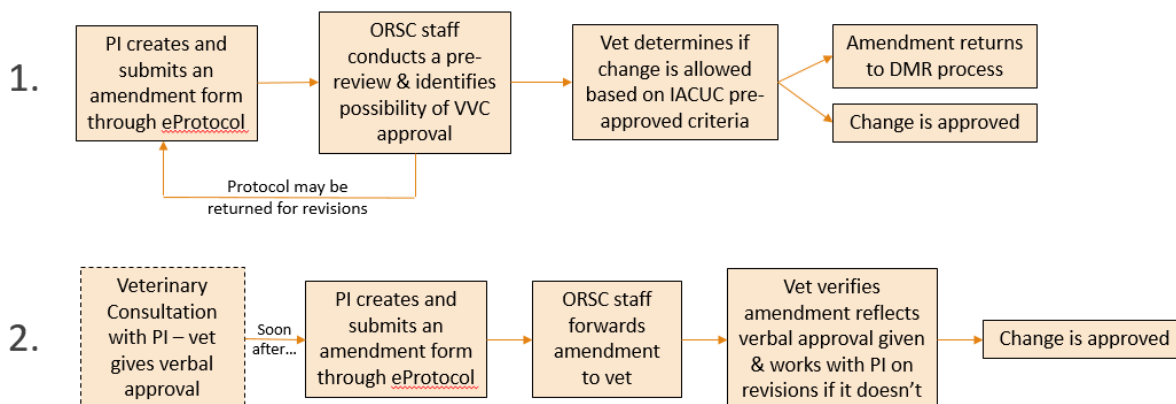 1.
PI creates and
submits an
amendment form
through eProtocol
ORSC staff
conducts a pre-
review & identifies
possibility of VVC
approval
Vet determines if
change is allowed
based on IACUC pre-
approved criteria
Amendment returns
to DMR process
Change is approved
Protocol may be
returned for revisions
2.
Veterinary
Consultation
with PI – vet
gives verbal
approval
Soon
after...
PI creates and
submits an
amendment form
through eProtocol
ORSC staff
forwards
amendment
to vet
Vet verifies
amendment reflects
verbal approval given
& works with PI on
revisions if it doesn't
Change is approved